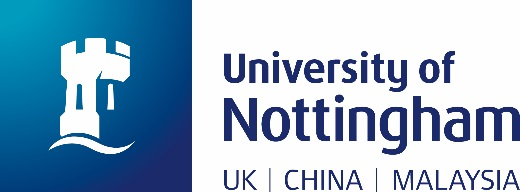 University of
Nottingham
UK | CHINA | MALAYSIA